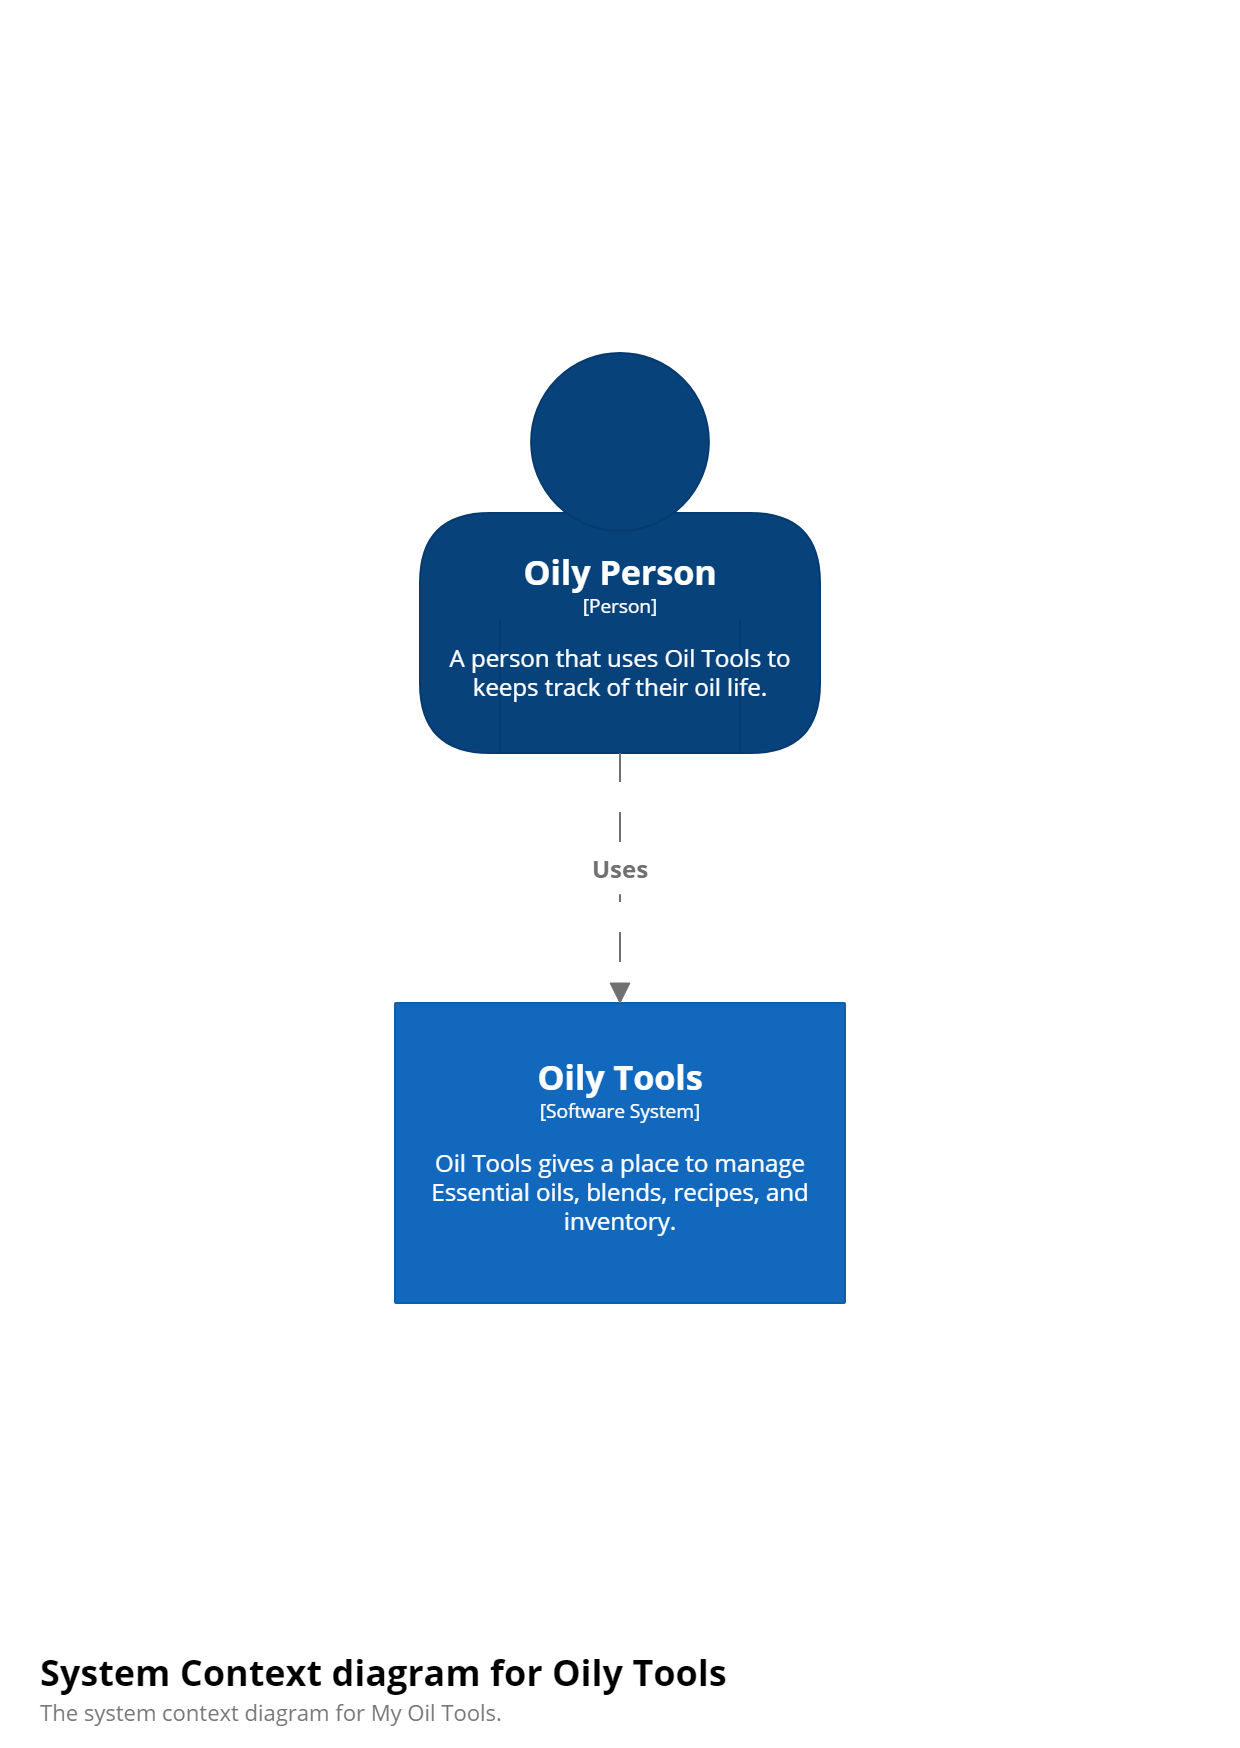 Oily Person
[Person]
A person that uses Oil Tools to
keeps track of their oil life.
Uses
Oily Tools
[Software System]
Oil Tools gives a place to manage
Essential oils, blends, recipes, and
inventory.
System Context diagram for Oily Tools
The system context diagram for My Oil Tools.